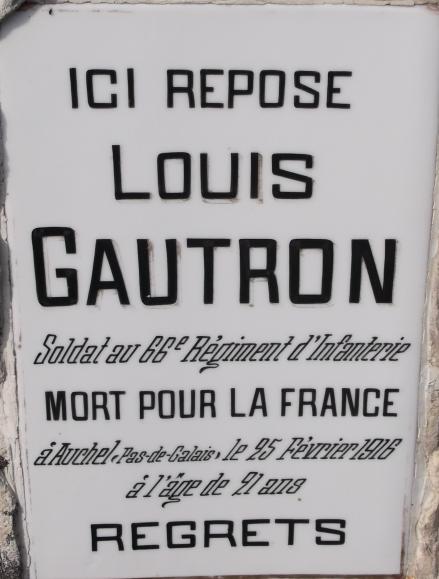 ICI REPOSE
LOUIS
GAUTRON
Soldat au 66e Régiment d'Infanterie
MORT POUR LA FRANCE
à Auchel "Pas-de-Calais" le 25 Février 1916
à l'âge de 21 ans
REGRETS